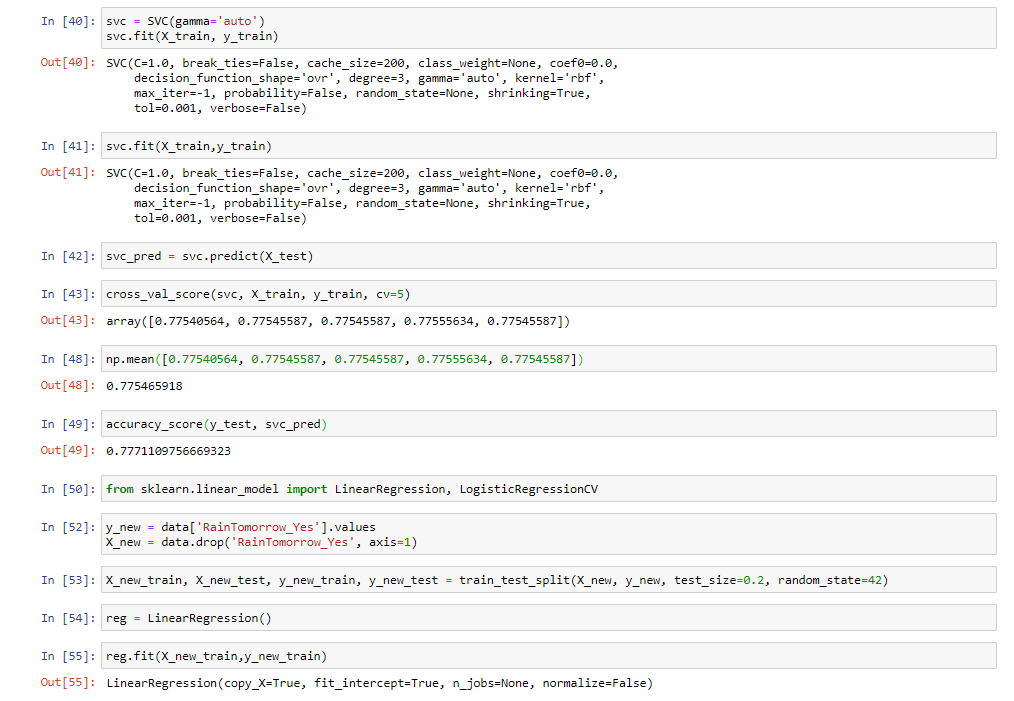 In [40]: svc = SVC(gamma='auto')
svc.fit(X_train, y_train)
Out[40]: SVC(C=1.0, break_ties=False, cache_size=200, class_weight=None, coef0=0.0,
decision_function_shape='ovr', degree=3, gamma='auto', kernel='rbf',
max_iter=-1, probability=False, random_state=None, shrinking=True,
tol=0.001, verbose=False)
In [41]: svc.fit(X_train,y_train)
Out[41]: SVC(C=1.0, break_ties=False, cache_size=200, class_weight=None, coef0=0.0,
decision_function_shape='ovr', degree=3, gamma='auto', kernel='rbf',
max_iter=-1, probability=False, random_state=None, shrinking=True,
tol=0.001, verbose=False)
In [42]: svc_pred = svc.predict(X_test)
In [43]: cross_val_score(svc, X_train, y_train, cv=5)
Out[43]: array([0.77540564, 0.77545587, 0.77545587, 0.77555634, 0.77545587])
In [48]: np.mean([0.77540564, 0.77545587, 0.77545587, 0.77555634, 0.77545587])
Out[48]: 0.775465918
In [49]: accuracy_score(y_test, svc_pred)
Out[49]: 0.7771109756669323
In [50]: from sklearn.linear_model import LinearRegression, LogisticRegressionCV
In [52]: y_new = data['RainTomorrow_Yes'].values
X_new = data.drop('RainTomorrow_Yes', axis=1)
In [53]: X_new_train, X_new_test, y_new_train, y_new_test = train_test_split(X_new, y_new, test_size=0.2, random_state=42)
In [54]: reg = LinearRegression()
In [55]: reg.fit(X_new_train,y_new_train)
Out[55]: LinearRegression(copy_X=True, fit_intercept=True, n_jobs=None, normalize=False)